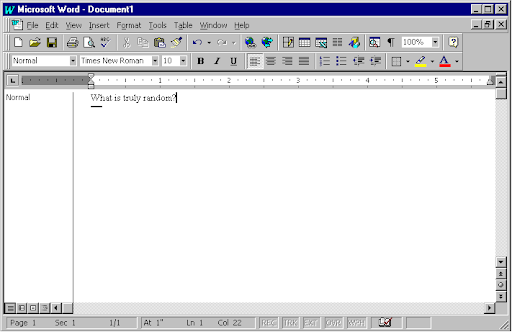 Microsoft Word - Document1
File Edit View Insert Format Tools Table Window Help
100%
Normal Times New Roman 10 B I U
1 2 3 4 5
Normal
What is truly random?
Page 1 Sec 1 1/1 At 1" Ln 1 Col 22 REC TRK EXT OVR WPH